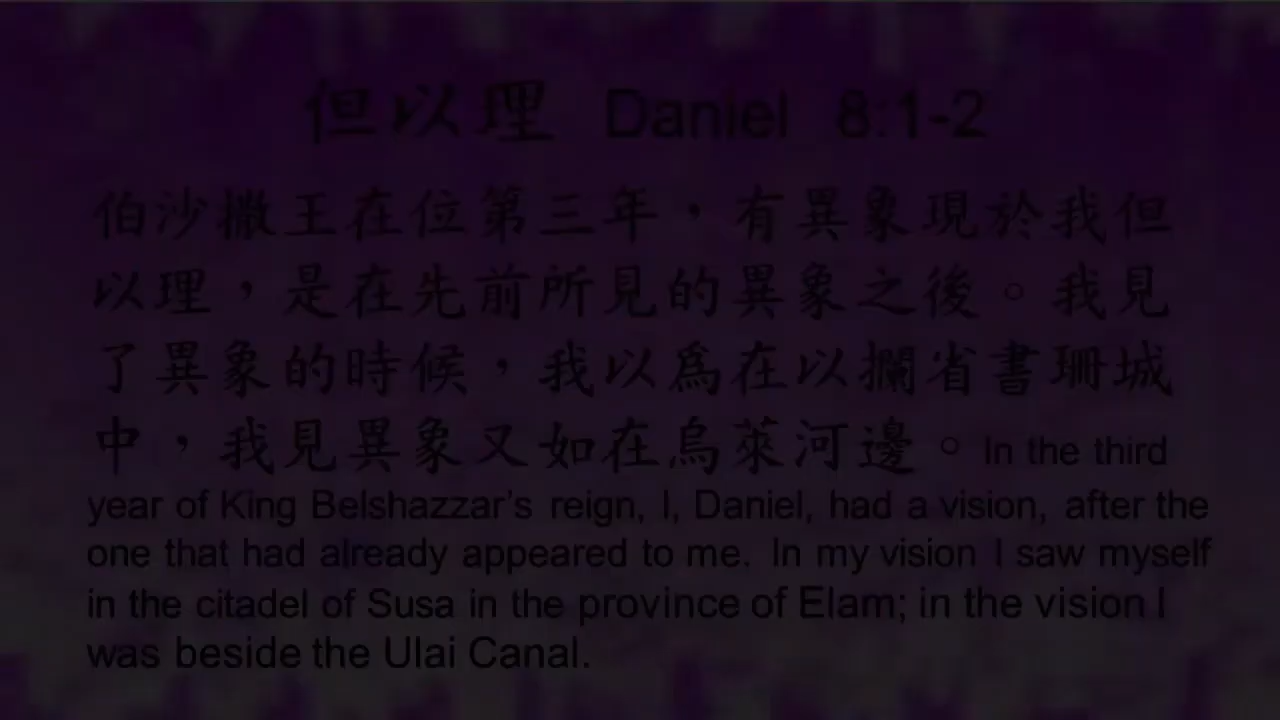 但以理 Daniel 8:1-2
伯沙撒王在位第三年，有異象現於我但
以理，是在先前所見的異象之後。我見
了異象的時候，我以為在以攔省書珊城
中，我見異象又如在烏萊河邊。In the third
year of King Belshazzar's reign, I, Daniel, had a vision, after the
one that had already appeared to me. In my vision I saw myself
in the citadel of Susa in the province of Elam; in the vision I
was beside the Ulai Canal.